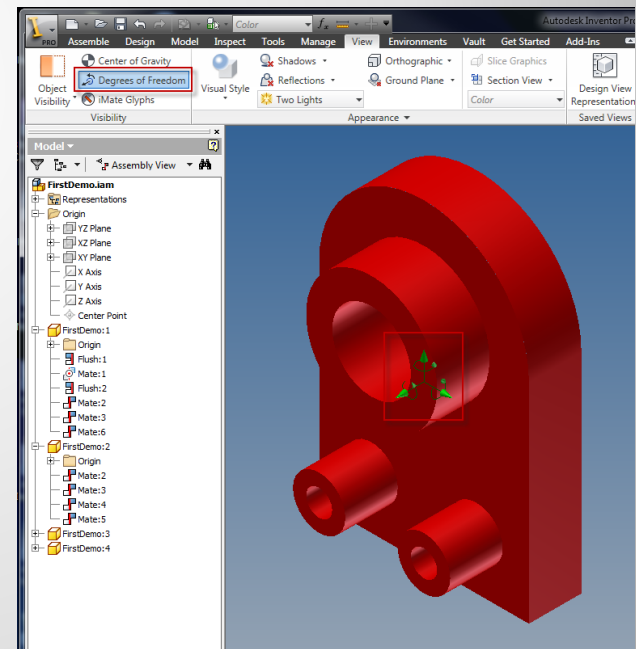 Color
Autodesk Inventor Pro
PRO Assemble Design Model Inspect Tools Manage View Environments Vault Get Started Add-Ins
Object Visibility
Center of Gravity
Degrees of Freedom
iMate Glyphs
Visibility
Visual Style
Shadows
Reflections
Two Lights
Orthographic
Ground Plane
Slice Graphics
Section View
Color
Appearance
Design View
Representation
Saved Views
Model
Assembly View
FirstDemo.iam
Representations
Origin
YZ Plane
XZ Plane
XY Plane
X Axis
Y Axis
Z Axis
Center Point
FirstDemo:1
Origin
Flush:1
Mate:1
Flush:2
Mate:2
Mate:3
Mate:6
FirstDemo:2
Origin
Mate:2
Mate:3
Mate:4
Mate:5
FirstDemo:3
FirstDemo:4